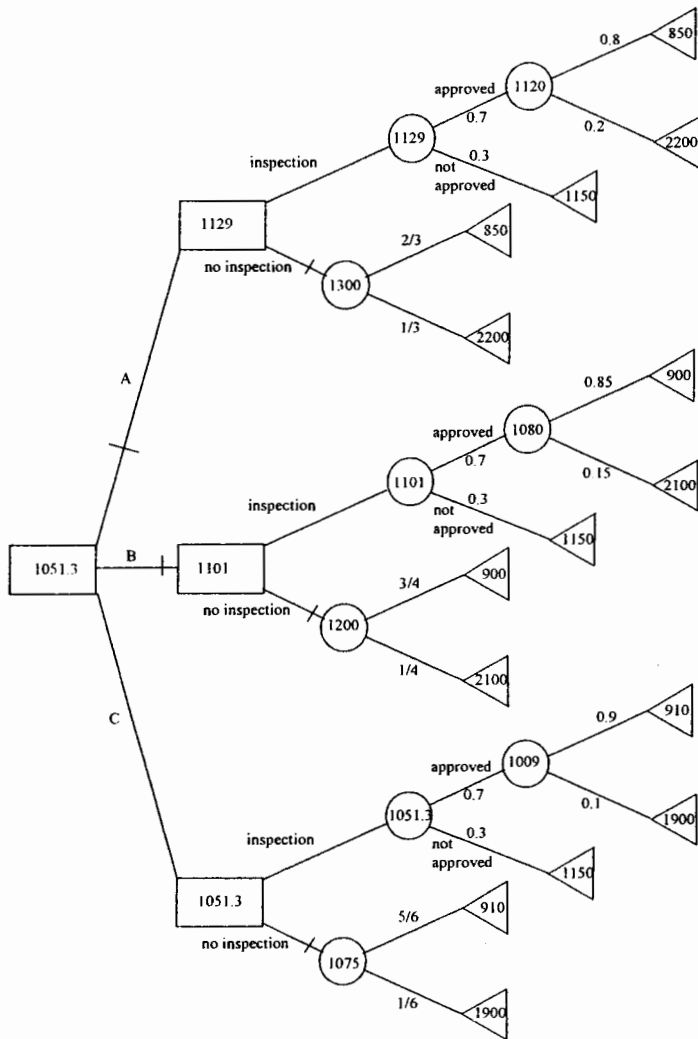 0.8
850
approved
1120
0.7
0.2
2200
1129
inspection
0.3
not
approved
1150
1129
no inspection
2/3
850
1300
1/3
2200
A
0.85
900
approved
1080
0.7
0.15
2100
1101
inspection
0.3
not
approved
1150
1051.3
B
1101
no inspection
3/4
900
1200
1/4
2100
C
0.9
910
approved
1009
0.7
0.1
1900
1051.3
inspection
0.3
not
approved
1150
1051.3
no inspection
5/6
910
1075
1/6
1900